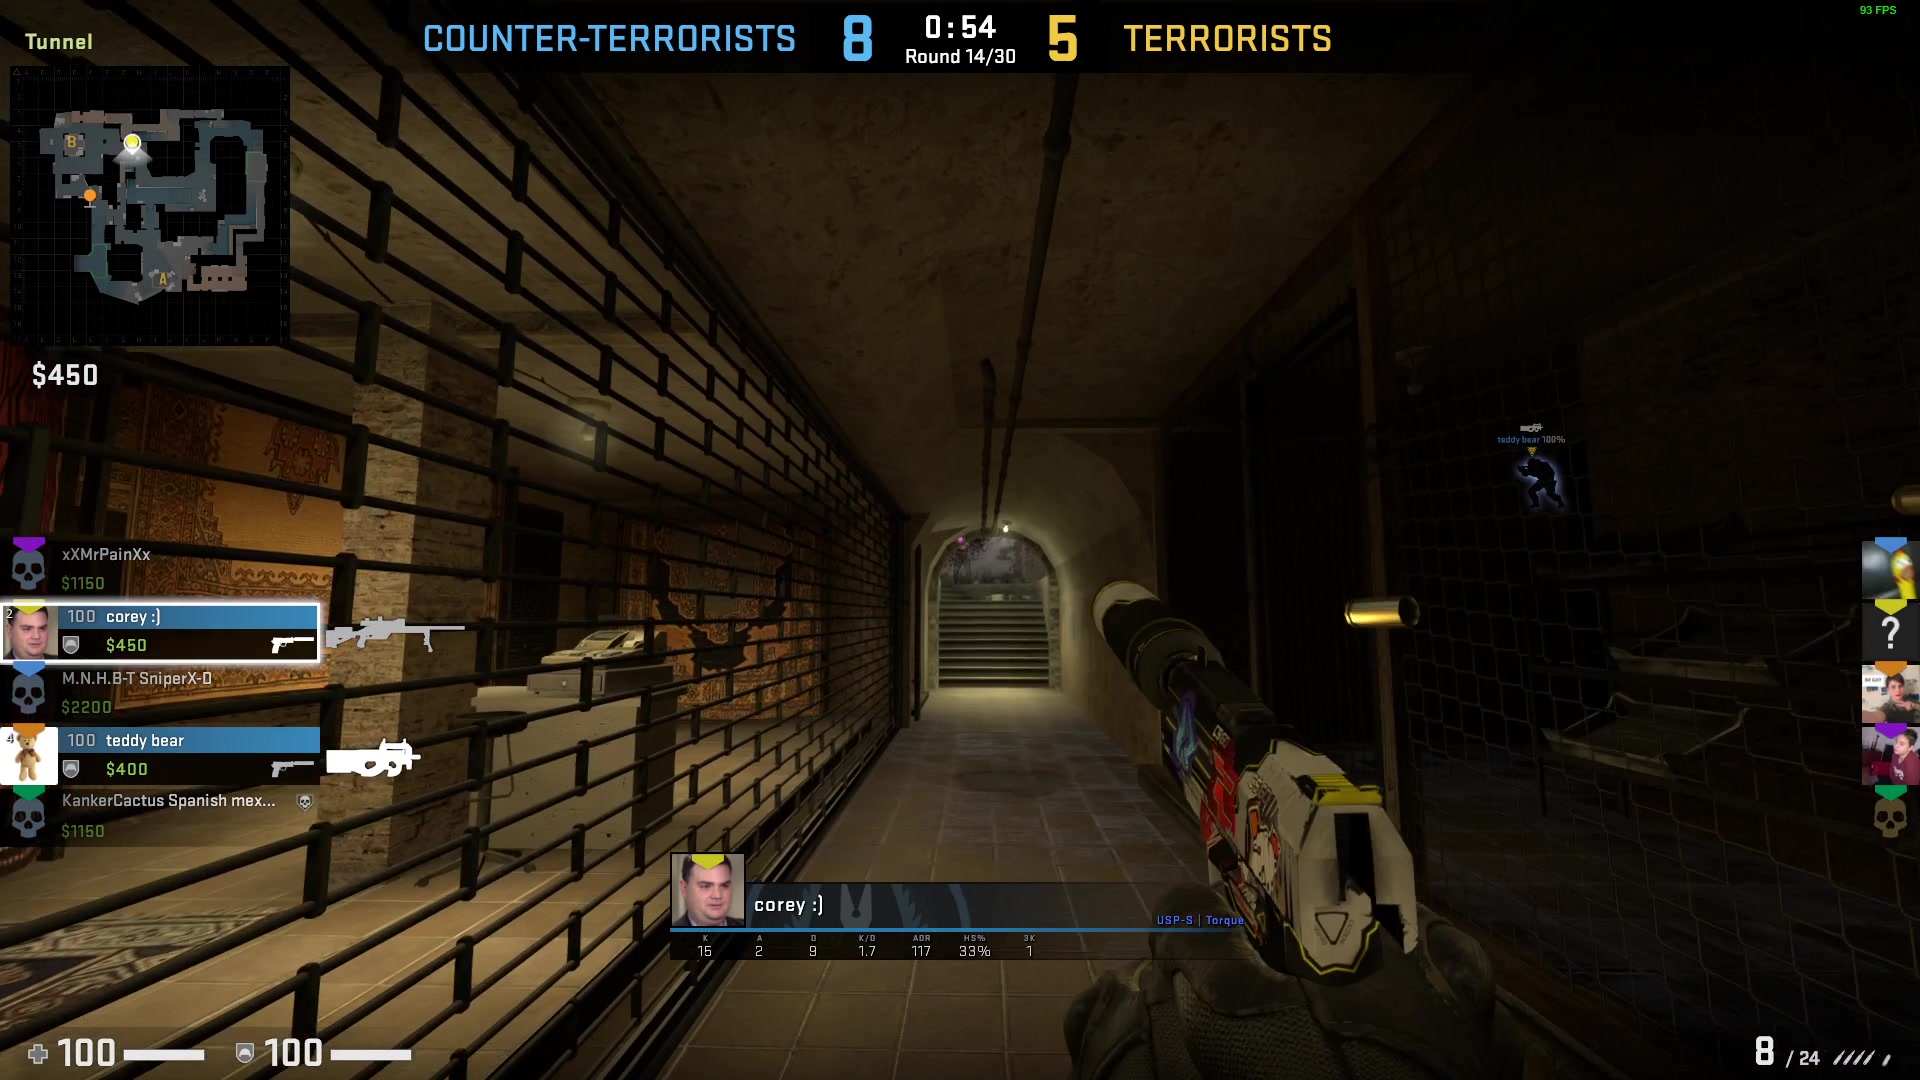 93 FPS
Tunnel
COUNTER-TERRORISTS 8 0:54 5 TERRORISTS
Round 14/30
B
A
$450
teddy bear 100%
xXMrPainXx
$1150
2
100 corey :)
$450
M.N.H.B-T SniperX-D
$2200
4
100 teddy bear
$400
KankerCactus Spanish mex...
$1150
?
corey :)
USP-S | Torque
K A D K/D ADR HS% 3K
15 2 9 1.7 117 33% 1
100 100
8 / 24